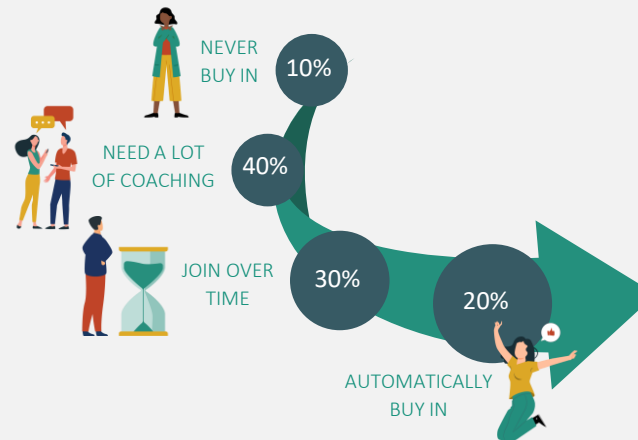 NEVER
BUY IN
10%
NEED A LOT
OF COACHING
40%
JOIN OVER
TIME
30%
20%
AUTOMATICALLY
BUY IN